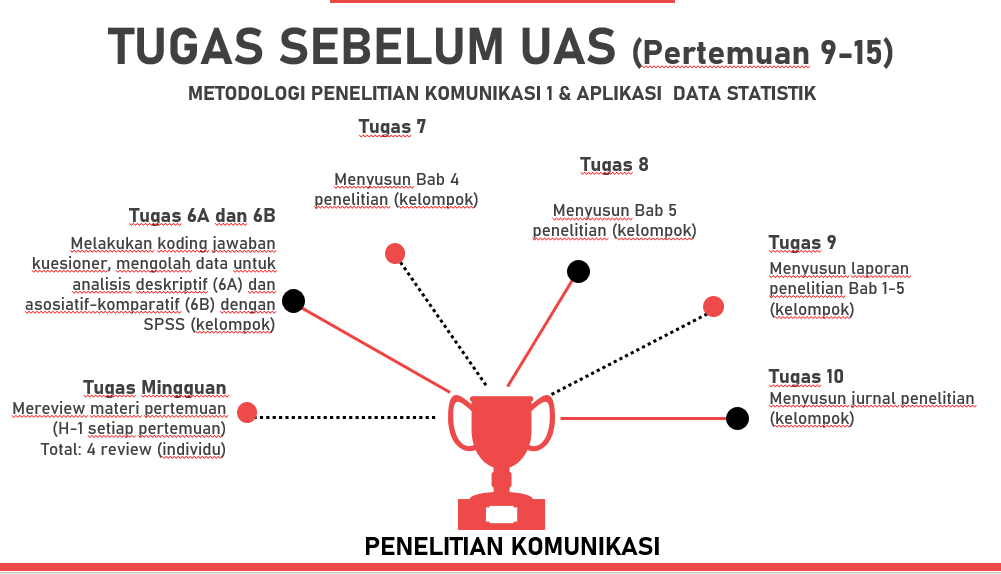 TUGAS SEBELUM UAS (Pertemuan 9-15)
METODOLOGI PENELITIAN KOMUNIKASI 1 & APLIKASI DATA STATISTIK
Tugas Mingguan
Mereview materi pertemuan
(H-1 setiap pertemuan)
Total: 4 review (individu)
Tugas 6A dan 6B
Melakukan koding jawaban
kuesioner, mengolah data untuk
analisis deskriptif (6A) dan
asosiatif-komparatif (6B) dengan
SPSS (kelompok)
Tugas 7
Menyusun Bab 4
penelitian (kelompok)
Tugas 8
Menyusun Bab 5
penelitian (kelompok)
Tugas 9
Menyusun laporan
penelitian Bab 1-5
(kelompok)
Tugas 10
Menyusun jurnal penelitian
(kelompok)
PENELITIAN KOMUNIKASI